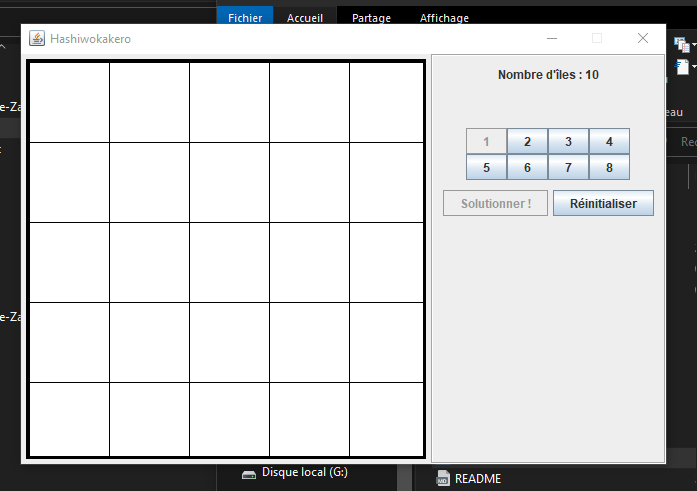 Fichier Accueil Partage Affichage
Hashiwokakero
Nombre d'îles : 10
1 2 3 4
5 6 7 8
Solutionner ! Réinitialiser
e-Za
eau
Rec
e-Za
Disque local (G:)
README